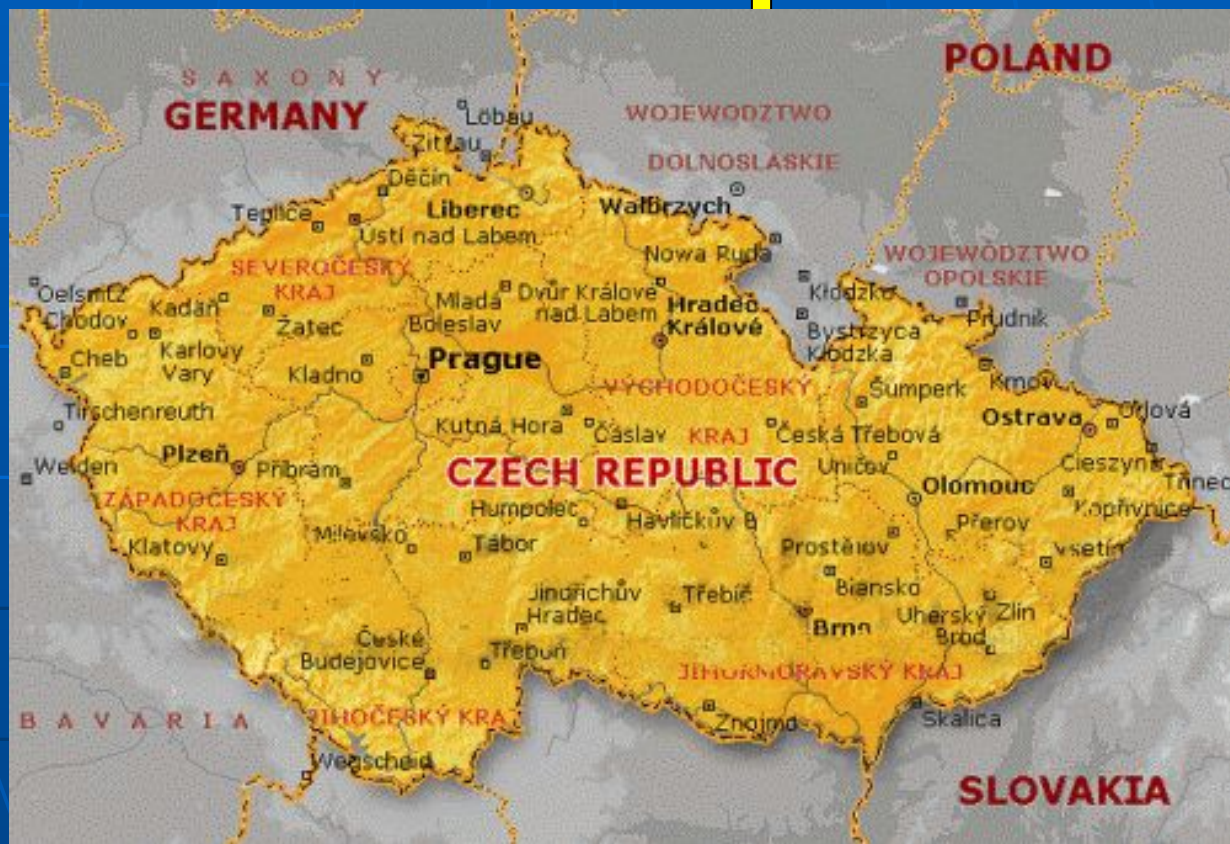 POLAND
SAXONY
GERMANY
Löbau
WOJEWODZTWO
Zittau
DOLNOSLASKIE
Děčín
Teplice
Liberec
Wałbrzych
Ústí nad Labem
Nowa Ruda
WOJEWÒDZTWO
OPOLSKIE
SEVEROČESKÝ
KRAJ
Oelsnitz
Kadaň
Mladá
Boleslav
Dvůr Králové
nad Labem
Hradec
Králové
Kłodzko
Chodov
Žatec
Bystrzyca
Kłodzka
Prudnik
Cheb
Karlovy
Vary
Kladno
Prague
VÝCHODOČESKÝ
KRAJ
Šumperk
Krnov
Tirschenreuth
Kutná Hora
Čáslav
Česká Třebová
Ostrava
Orlová
Plzeň
Příbram
CZECH REPUBLIC
Uničov
Cieszyn
Weiden
Olomouc
Třinec
ZÁPADOČESKÝ
KRAJ
Humpolec
Havlíčkův B
Přerov
Kopřivnice
Klatovy
Milevsko
Tábor
Prostějov
Vsetín
Jindřichův
Hradec
Třebíč
Blansko
Uherský
Brod
Zlín
České
Budejovice
Třeboň
Brno
JIHOMORAVSKÝ KRAJ
BAVARIA
JIHOČESKÝ KRA
Znojmo
Skalica
Wegscheid
SLOVAKIA